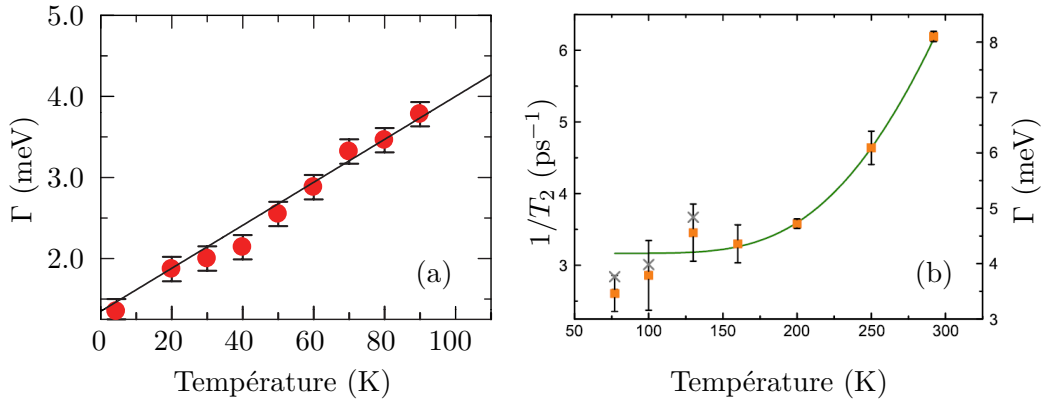 5.0
4.0
3.0
2.0
Γ (meV)
0 20 40 60 80 100
Température (K)
(a)
6
5
4
3
1/T₂ (ps⁻¹)
8
7
6
5
4
3
Γ (meV)
50 100 150 200 250 300
Température (K)
(b)